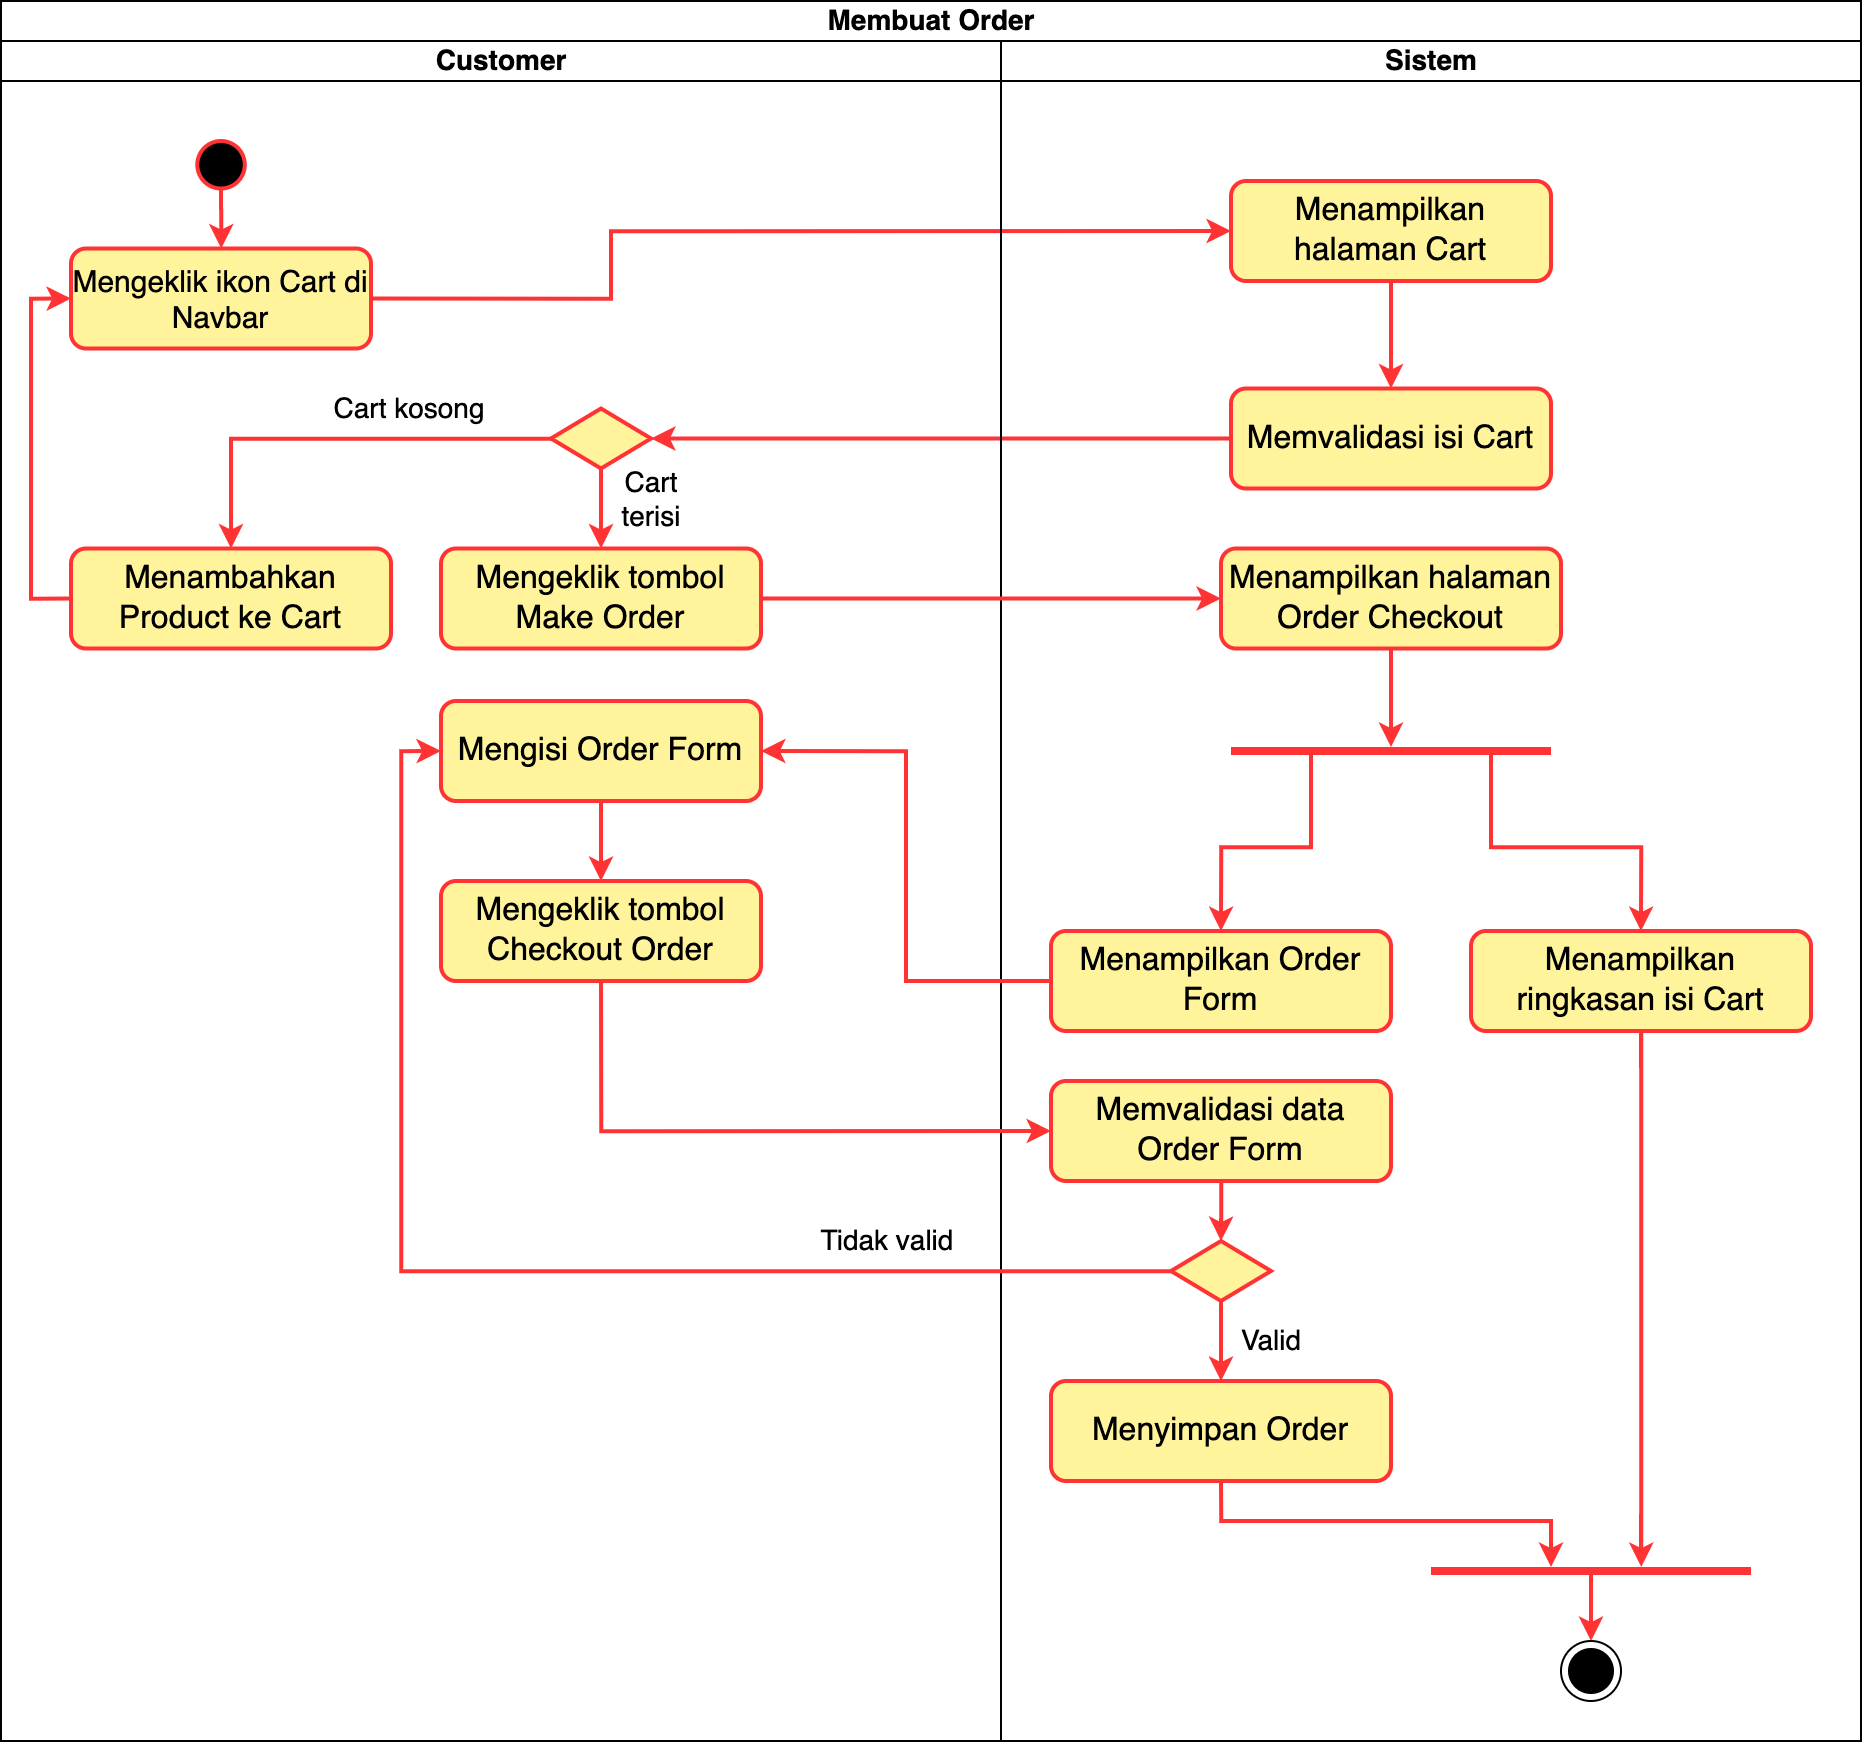 Membuat Order
Customer
Sistem
Menampilkan
halaman Cart
Mengeklik ikon Cart di
Navbar
Cart kosong
Memvalidasi isi Cart
Cart
terisi
Menambahkan
Product ke Cart
Mengeklik tombol
Make Order
Menampilkan halaman
Order Checkout
Mengisi Order Form
Mengeklik tombol
Checkout Order
Menampilkan Order
Form
Menampilkan
ringkasan isi Cart
Memvalidasi data
Order Form
Tidak valid
Valid
Menyimpan Order